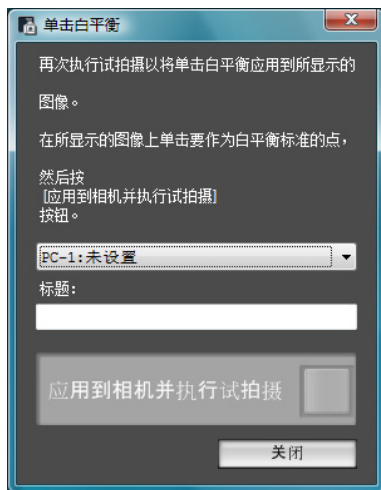 单击白平衡
再次执行试拍摄以将单击白平衡应用到所显示的
图像。
在所显示的图像上单击要作为白平衡标准的点，
然后按
[应用到相机并执行试拍摄]
按钮。
PC-1:未设置
标题:
应用到相机并执行试拍摄
关闭